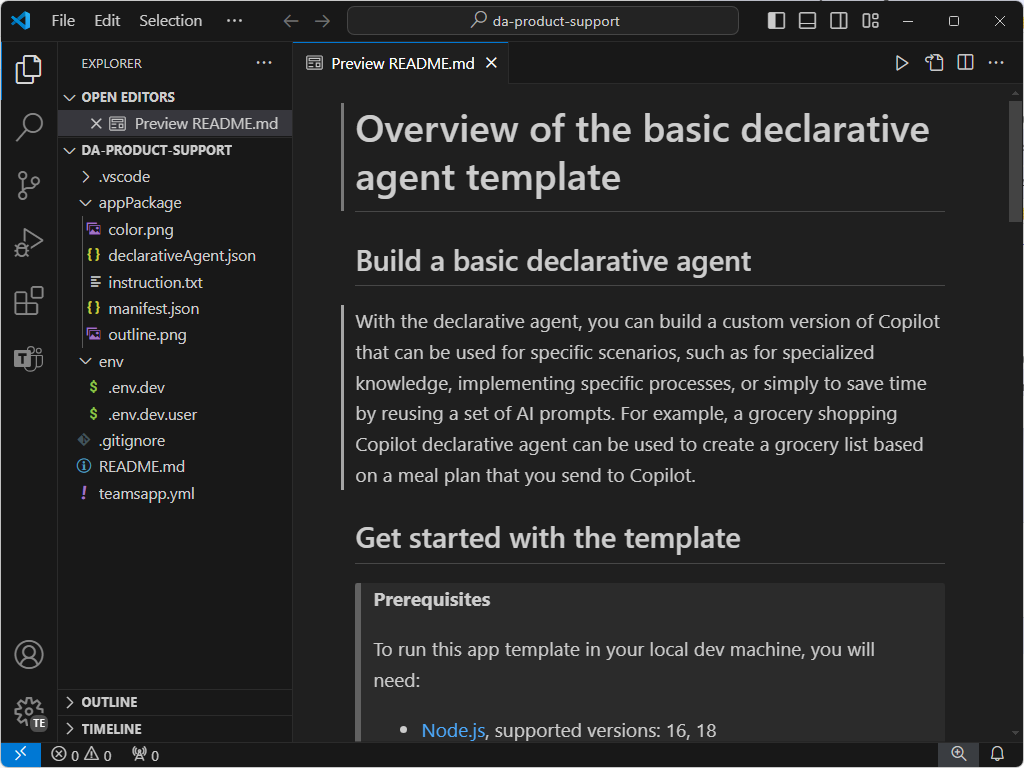 File Edit Selection ··· da-product-support
EXPLORER ···
Preview README.md
OPEN EDITORS
Preview README.md
DA-PRODUCT-SUPPORT
.vscode
appPackage
color.png
{} declarativeAgent.json
instruction.txt
{} manifest.json
outline.png
env
$ .env.dev
$ .env.dev.user
.gitignore
README.md
! teamsapp.yml
OUTLINE
TIMELINE
T
TE
Overview of the basic declarative
agent template
Build a basic declarative agent
With the declarative agent, you can build a custom version of Copilot
that can be used for specific scenarios, such as for specialized
knowledge, implementing specific processes, or simply to save time
by reusing a set of AI prompts. For example, a grocery shopping
Copilot declarative agent can be used to create a grocery list based
on a meal plan that you send to Copilot.
Get started with the template
Prerequisites
To run this app template in your local dev machine, you will
need:
• Node.js, supported versions: 16, 18
0 0 0